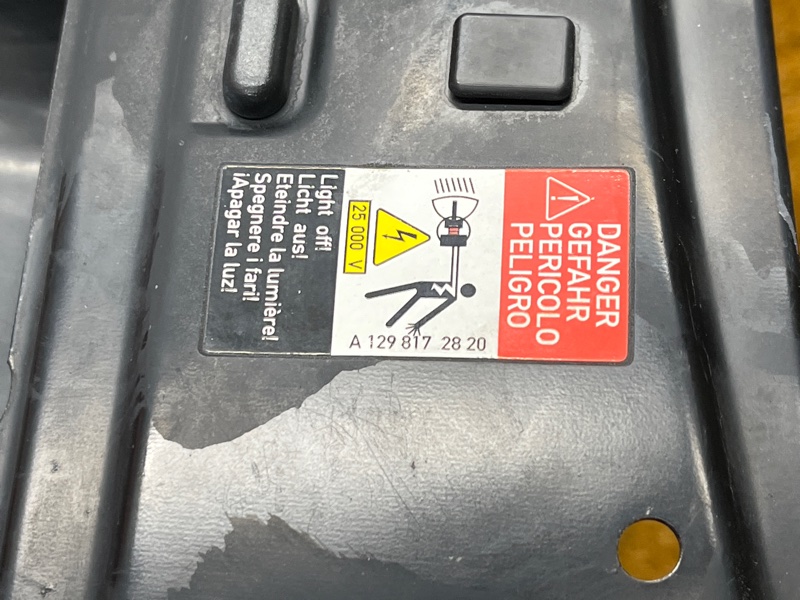 DANGER
GEFAHR
PERICOLO
PELIGRO
25 000 V
A 129 817 28 20
Light off!
Licht aus!
Eteindre la lumière!
Spegnere i fari!
¡Apagar la luz!